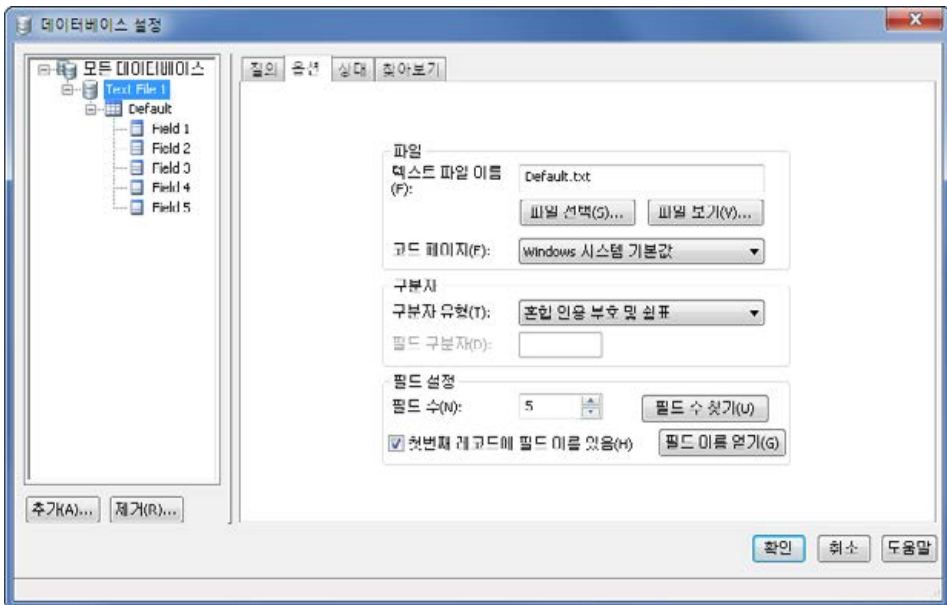 데이터베이스 설정
모든 데이터베이스
Text File 1
Default
Field 1
Field 2
Field 3
Field 4
Field 5
추가(A)...
제거(R)...
질의
옵션
상태
찾아보기
파일
텍스트 파일 이름
(F):
Default.txt
파일 선택(S)...
파일 보기(V)...
코드 페이지(E):
Windows 시스템 기본값
구분자
구분자 유형(T):
혼합 인용 부호 및 쉼표
필드 구분자(D):
필드 설정
필드 수(N):
5
필드 수 찾기(U)
첫번째 레코드에 필드 이름 있음(H)
필드 이름 얻기(G)
확인
취소
도움말